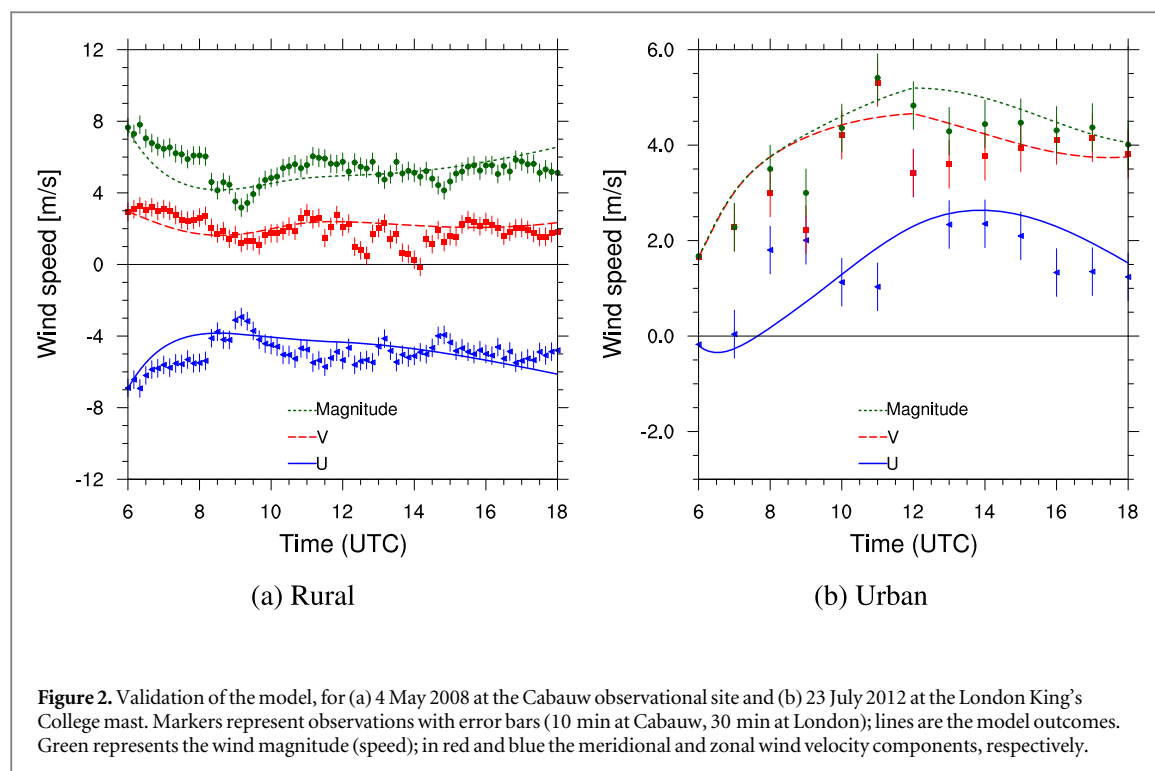 12
8
4
0
-4
-8
-12
Wind speed [m/s]
Magnitude
V
U
6 8 10 12 14 16 18
Time (UTC)
(a) Rural
6.0
4.0
2.0
0.0
-2.0
Wind speed [m/s]
Magnitude
V
U
6 8 10 12 14 16 18
Time (UTC)
(b) Urban
Figure 2. Validation of the model, for (a) 4 May 2008 at the Cabauw observational site and (b) 23 July 2012 at the London King's
College mast. Markers represent observations with error bars (10 min at Cabauw, 30 min at London); lines are the model outcomes.
Green represents the wind magnitude (speed); in red and blue the meridional and zonal wind velocity components, respectively.